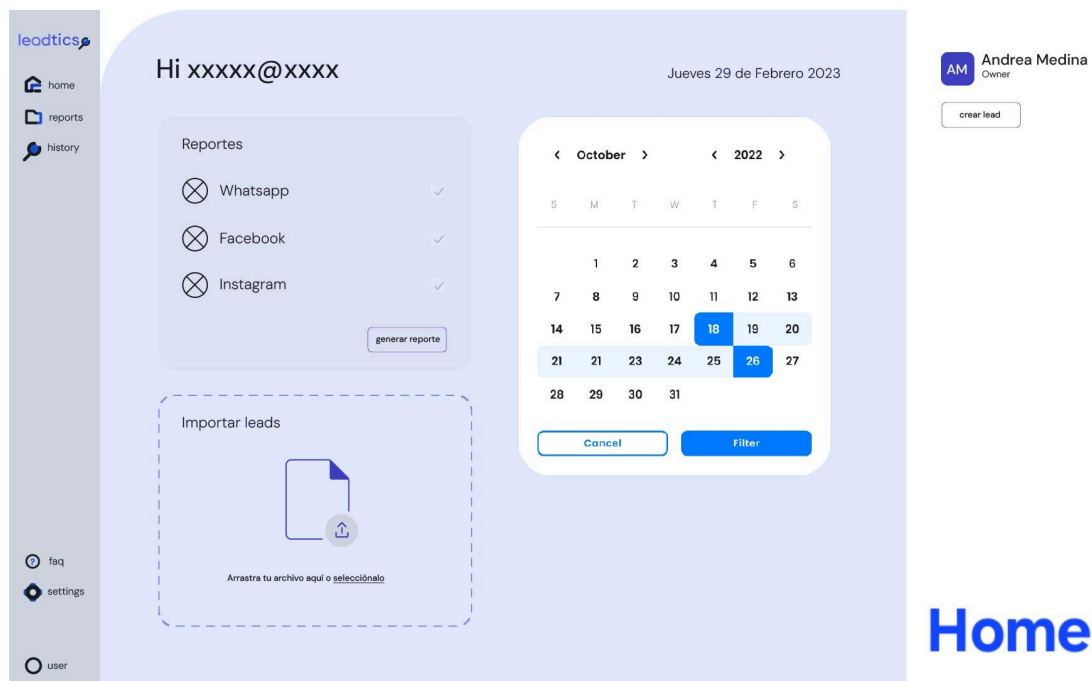 leadtics
home
reports
history
faq
settings
user
Hi xxxxx@xxxx
Jueves 29 de Febrero 2023
Reportes
Whatsapp
Facebook
Instagram
generar reporte
Importar leads
Arrastra tu archivo aquí o selecciónalo
October 2022
S M T W T F S
1 2 3 4 5 6
7 8 9 10 11 12 13
14 15 16 17 18 19 20
21 21 23 24 25 26 27
28 29 30 31
Cancel Filter
AM
Andrea Medina
Owner
crear lead
Home